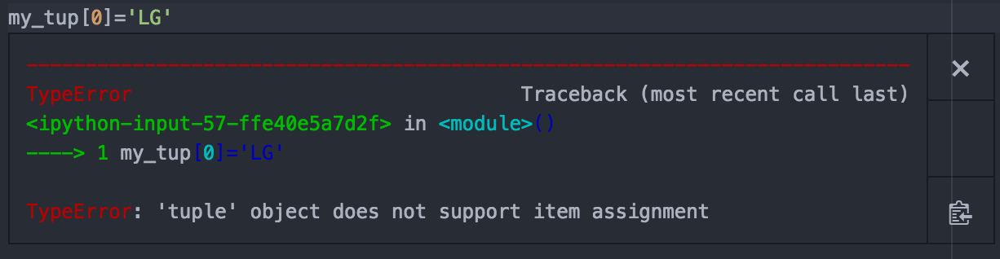 my_tup[0]='LG'
---------------------------------------------------------------------------
TypeError                                 Traceback (most recent call last)
<ipython-input-57-ffe40e5a7d2f> in <module>()
----> 1 my_tup[0]='LG'
TypeError: 'tuple' object does not support item assignment